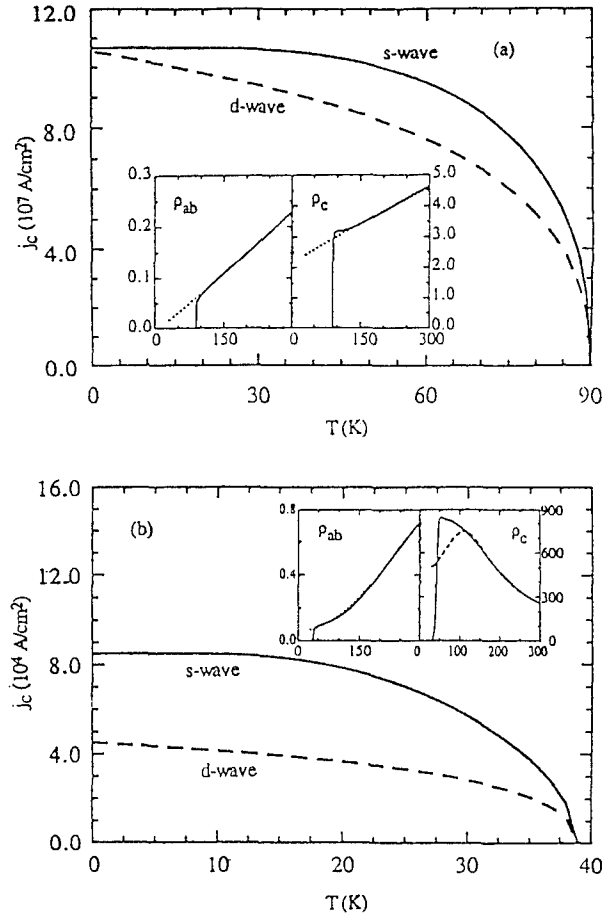 12.0
s-wave
(a)
d-wave
8.0
4.0
0.0
j_c (10^7 A/cm^2)
0.3
0.2
0.1
0.0
ρ_ab
ρ_c
5.0
4.0
3.0
2.0
1.0
0.0
0 150 0 150 300
0 30 60 90
T (K)
16.0
12.0
8.0
4.0
0.0
j_c (10^4 A/cm^2)
(b)
0.8
0.4
0.0
ρ_ab
ρ_c
900
600
300
0
150 0 100 200 300
s-wave
d-wave
0 10 20 30 40
T (K)